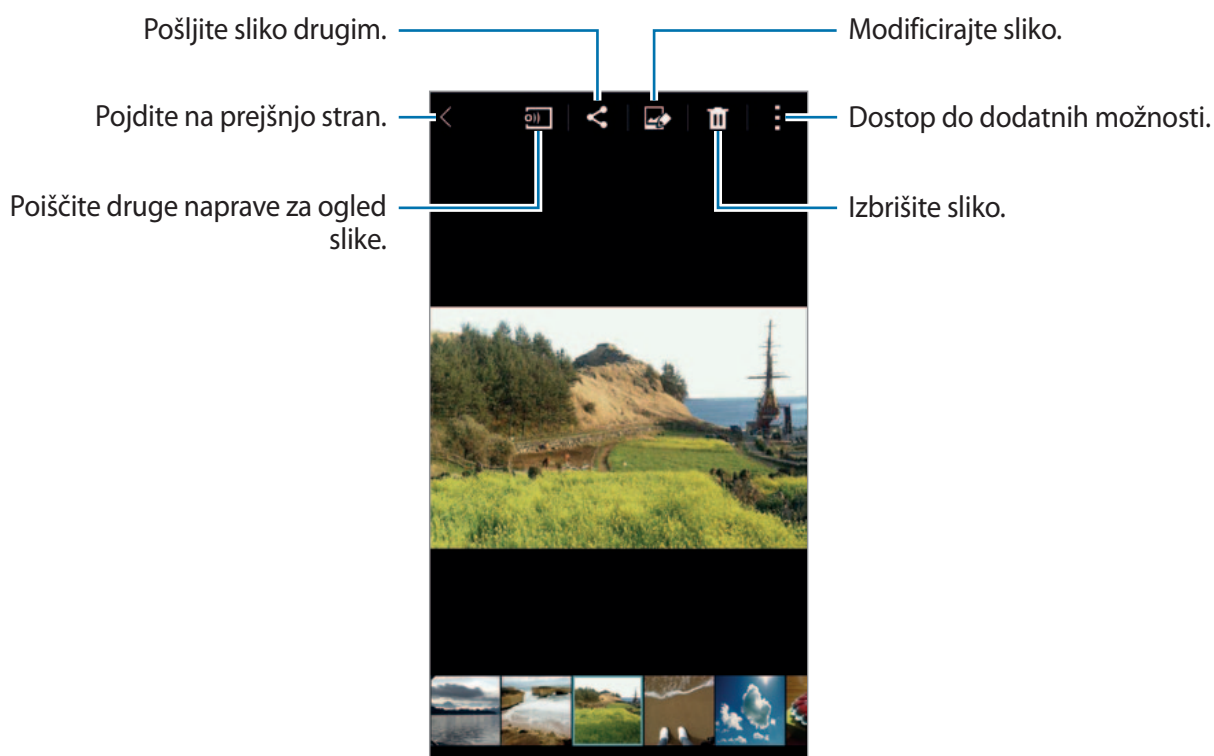 Pošljite sliko drugim.
Modificirajte sliko.
Pojdite na prejšnjo stran.
Dostop do dodatnih možnosti.
Poiščite druge naprave za ogled
slike.
Izbrišite sliko.